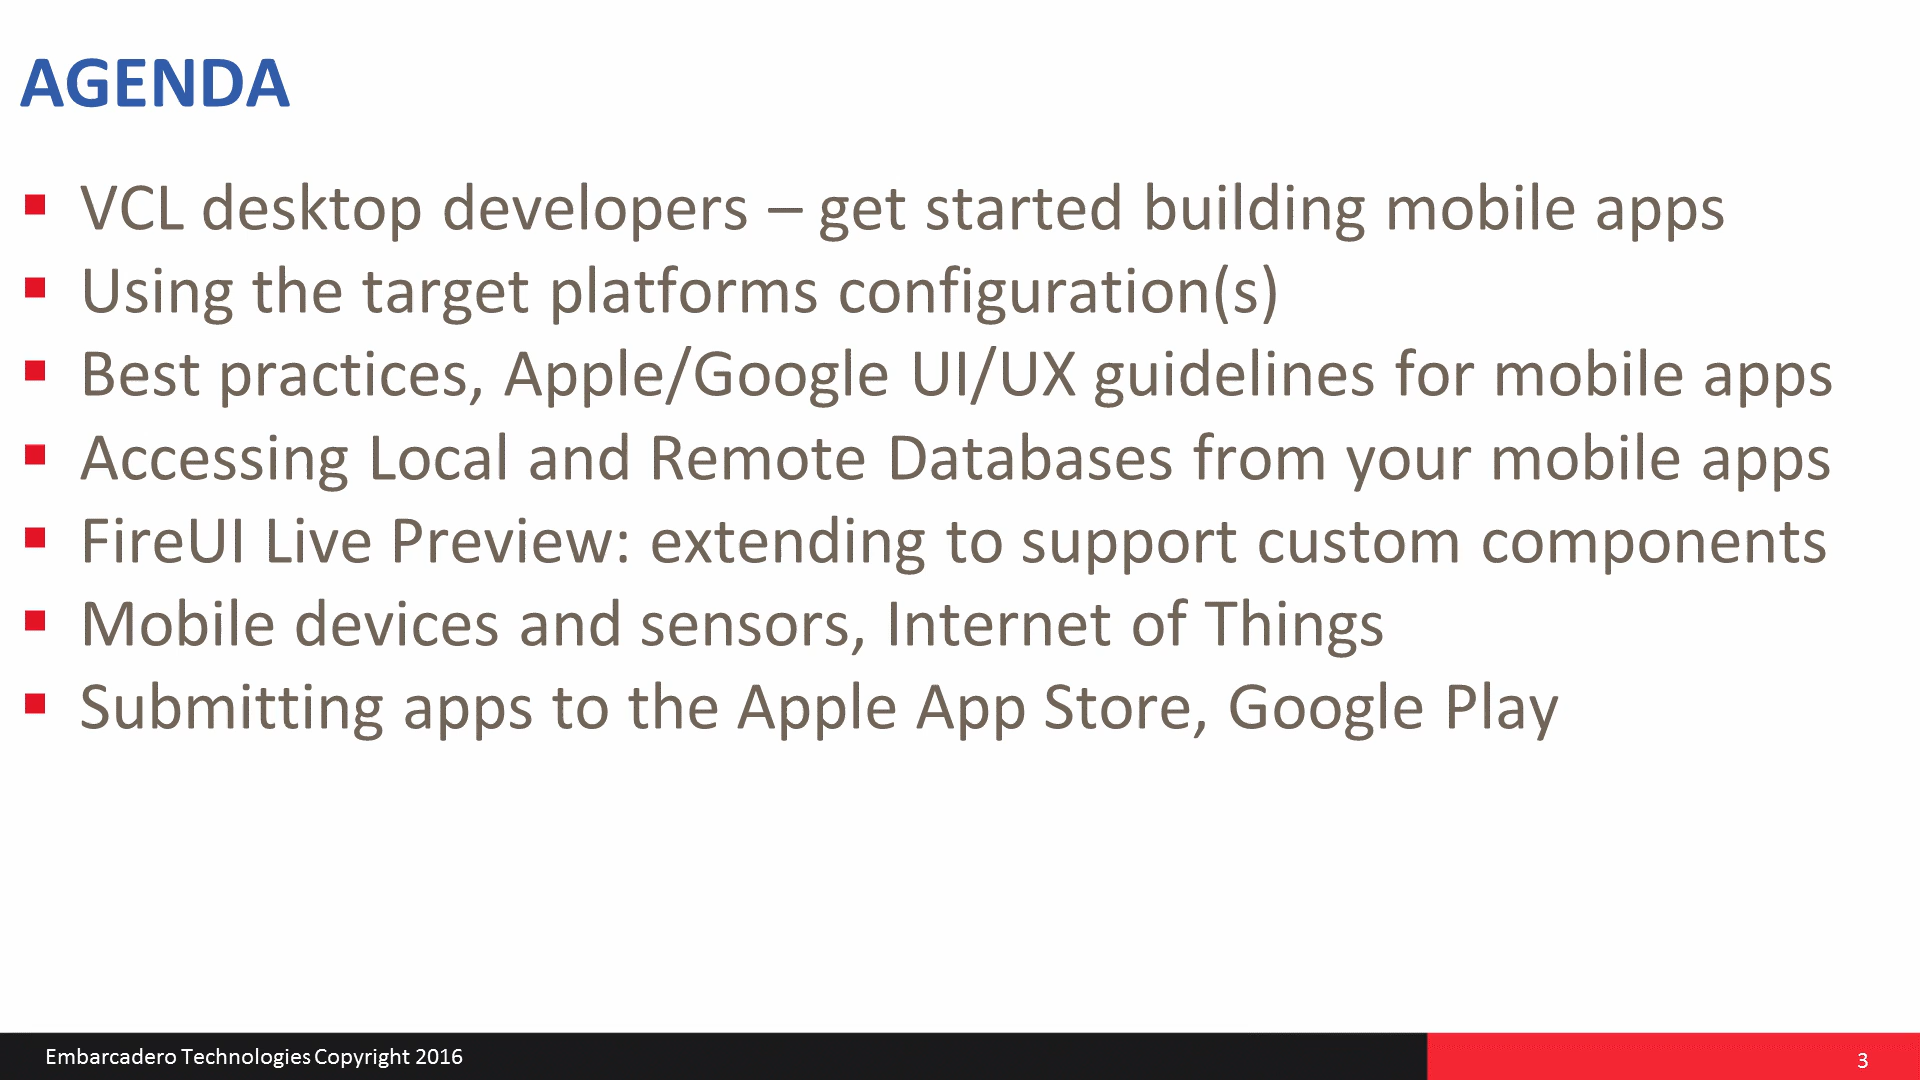 AGENDA
VCL desktop developers – get started building mobile apps
Using the target platforms configuration(s)
Best practices, Apple/Google UI/UX guidelines for mobile apps
Accessing Local and Remote Databases from your mobile apps
FireUI Live Preview: extending to support custom components
Mobile devices and sensors, Internet of Things
Submitting apps to the Apple App Store, Google Play
Embarcadero Technologies Copyright 2016
3